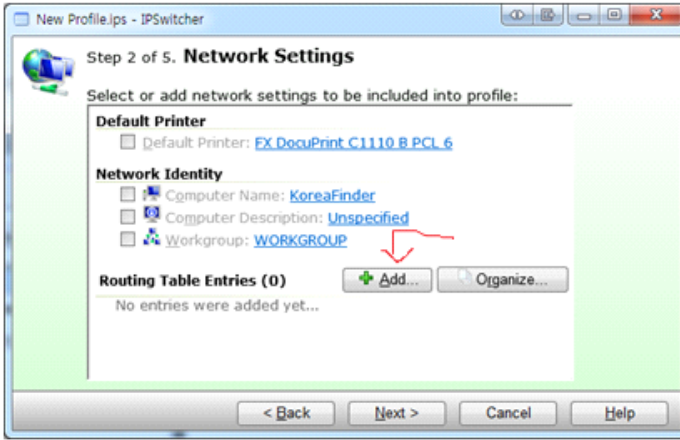 New Profile.ips - IPSwitcher
Step 2 of 5. Network Settings
Select or add network settings to be included into profile:
Default Printer
Default Printer: FX DocuPrint C1110 B PCL 6
Network Identity
Computer Name: KoreaFinder
Computer Description: Unspecified
Workgroup: WORKGROUP
Routing Table Entries (0) Add... Organize...
No entries were added yet...
< Back Next > Cancel Help